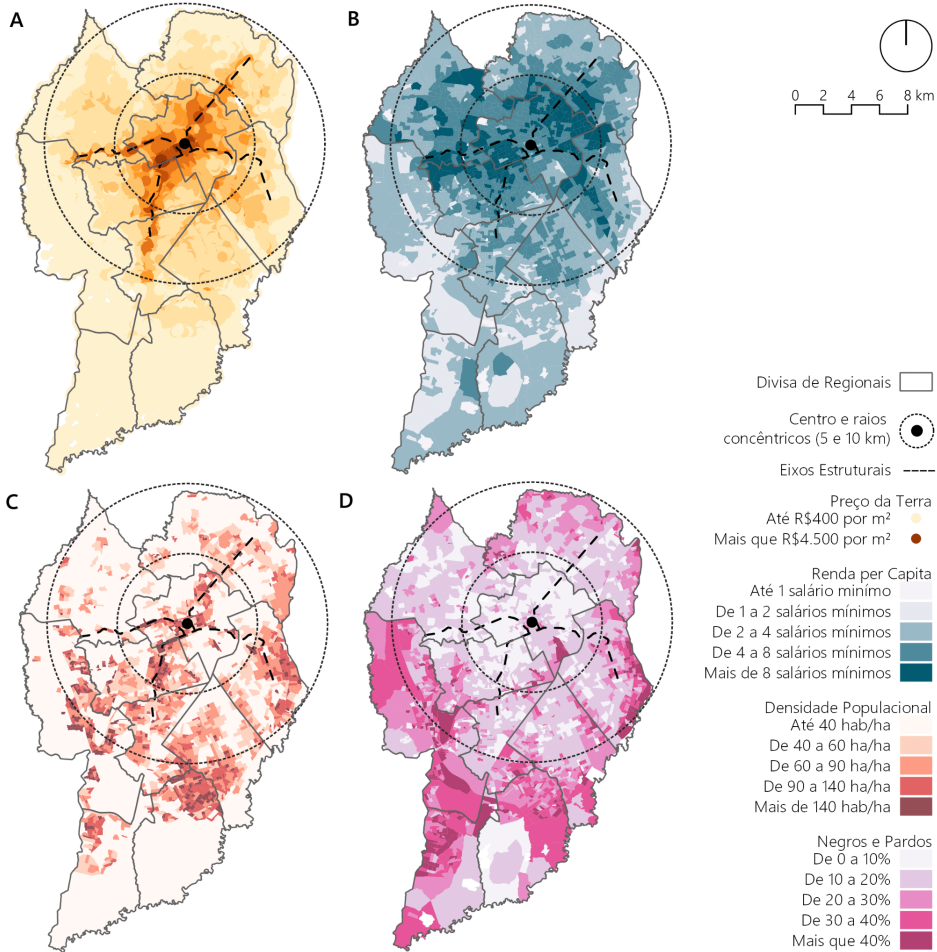 A
B
0 2 4 6 8 km
Divisa de Regionais
Centro e raios
concêntricos (5 e 10 km)
Eixos Estruturais
C
D
Preço da Terra
Até R$400 por m²
Mais que R$4.500 por m²
Renda per Capita
Até 1 salário minímo
De 1 a 2 salários mínimos
De 2 a 4 salários mínimos
De 4 a 8 salários mínimos
Mais de 8 salários mínimos
Densidade Populacional
Até 40 hab/ha
De 40 a 60 ha/ha
De 60 a 90 ha/ha
De 90 a 140 ha/ha
Mais de 140 hab/ha
Negros e Pardos
De 0 a 10%
De 10 a 20%
De 20 a 30%
De 30 a 40%
Mais que 40%